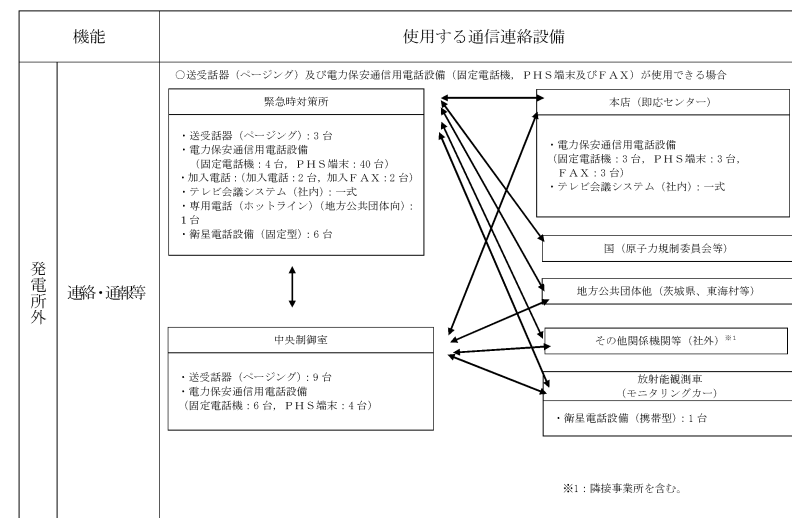 機能
使用する通信連絡設備
発電所外
連絡・通報等
○送受話器（ページング）及び電力保安通信用電話設備（固定電話機，ＰＨＳ端末及びＦＡＸ）が使用できる場合
緊急時対策所
・送受話器（ページング）：3台
・電力保安通信用電話設備
（固定電話機：4台，ＰＨＳ端末：40台）
・加入電話：（加入電話：2台，加入ＦＡＸ：2台）
・テレビ会議システム（社内）：一式
・専用電話（ホットライン）（地方公共団体向）：
1台
・衛星電話設備（固定型）：6台
中央制御室
・送受話器（ページング）：9台
・電力保安通信用電話設備
（固定電話機：6台，ＰＨＳ端末：4台）
本店（即応センター）
・電力保安通信用電話設備
（固定電話機：3台，ＰＨＳ端末：3台，
ＦＡＸ：3台）
・テレビ会議システム（社内）：一式
国（原子力規制委員会等）
地方公共団体他（茨城県、東海村等）
その他関係機関等（社外）※1
放射能観測車
（モニタリングカー）
・衛星電話設備（携帯型）：1台
※1：隣接事業所を含む。